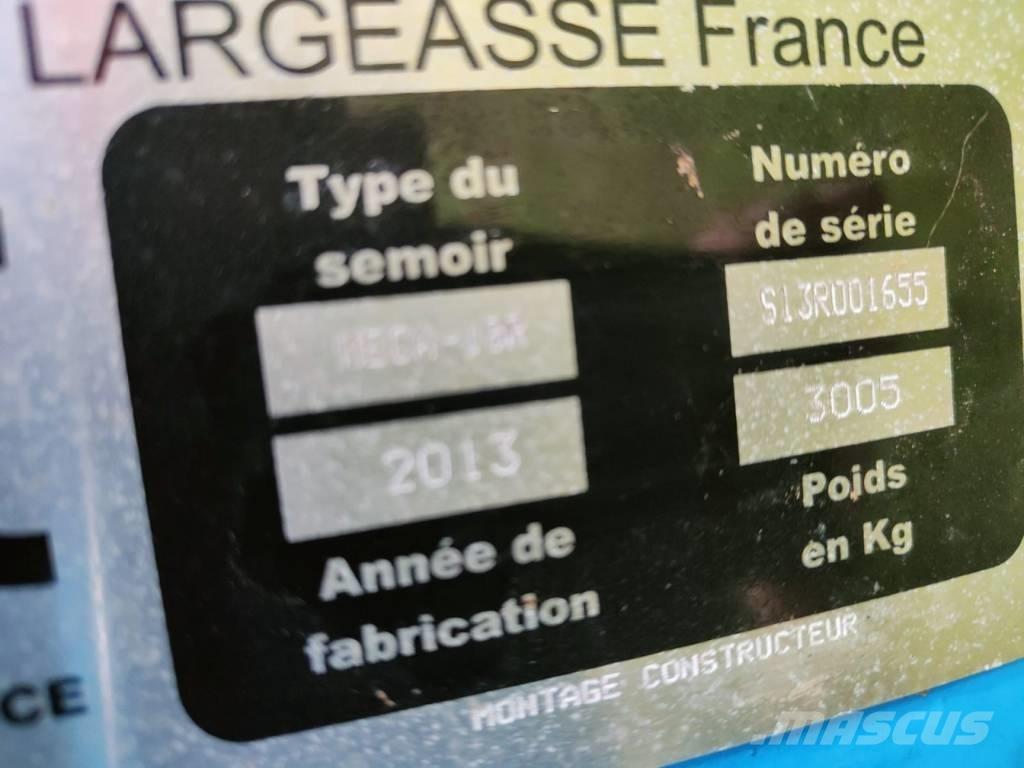 LARGEASSE France
Type du
semoir
Numéro
de série
S13R001655
2013
3005
Année de
fabrication
Poids
en Kg
MONTAGE CONSTRUCTEUR
CE
MASCUS